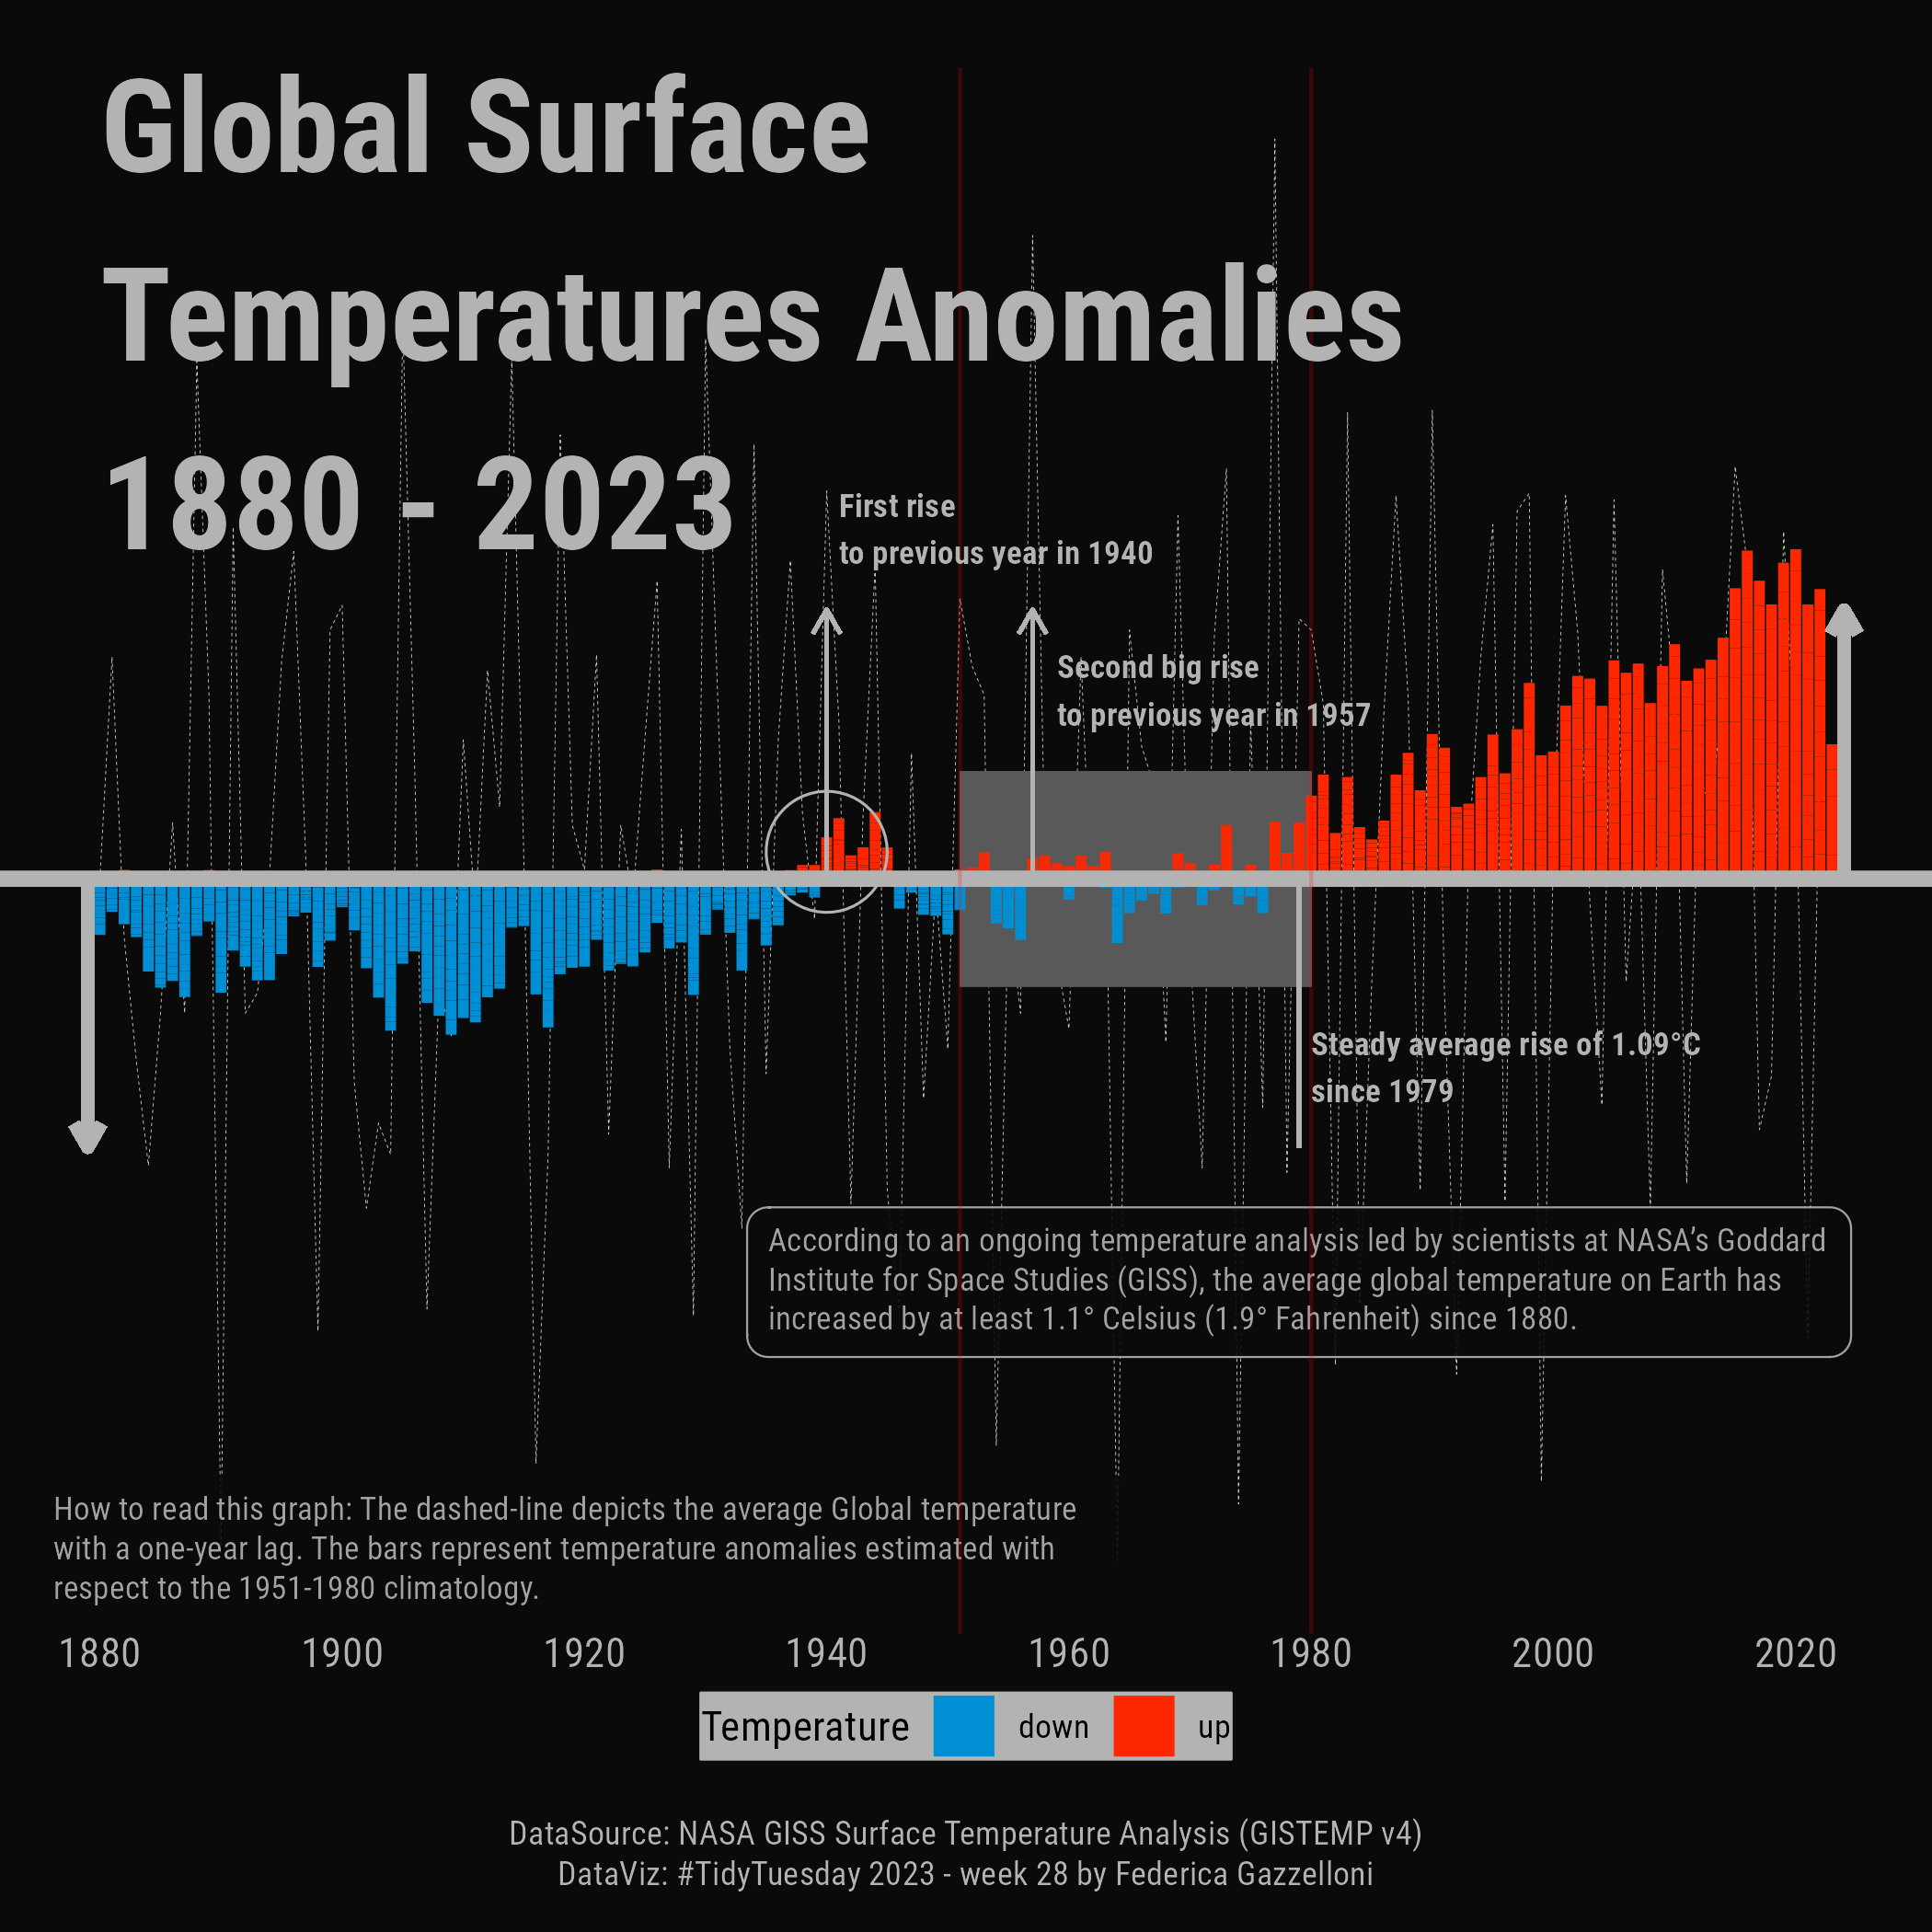 Global Surface
Temperatures Anomalies
1880 - 2023
First rise
to previous year in 1940
Second big rise
to previous year in 1957
Steady average rise of 1.09°C
since 1979
According to an ongoing temperature analysis led by scientists at NASA’s Goddard
Institute for Space Studies (GISS), the average global temperature on Earth has
increased by at least 1.1° Celsius (1.9° Fahrenheit) since 1880.
How to read this graph: The dashed-line depicts the average Global temperature
with a one-year lag. The bars represent temperature anomalies estimated with
respect to the 1951-1980 climatology.
1880 1900 1920 1940 1960 1980 2000 2020
Temperature down up
DataSource: NASA GISS Surface Temperature Analysis (GISTEMP v4)
DataViz: #TidyTuesday 2023 - week 28 by Federica Gazzelloni